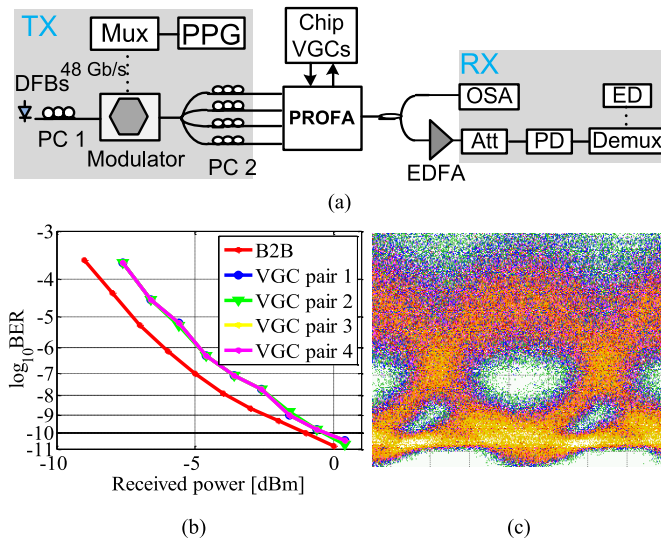 TX
Mux
PPG
Chip
VGCs
RX
48 Gb/s
DFBs
OSA
ED
PROFA
PC 1
Modulator
PC 2
EDFA
Att
PD
Demux
(a)
-3
-4
-5
-6
-7
-8
-9
-10
-11
log10BER
B2B
VGC pair 1
VGC pair 2
VGC pair 3
VGC pair 4
-10
-5
0
Received power [dBm]
(b)
(c)